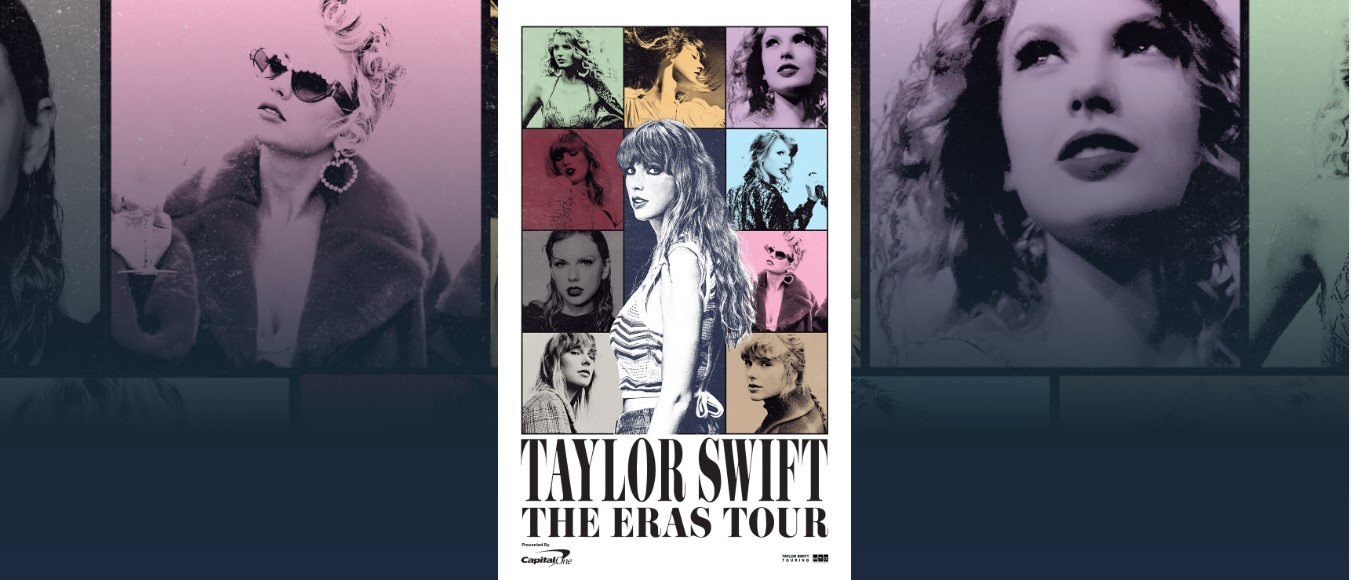 TAYLOR SWIFT
THE ERAS TOUR
Presented By
Capital One
TAYLOR SWIFT
TOURING